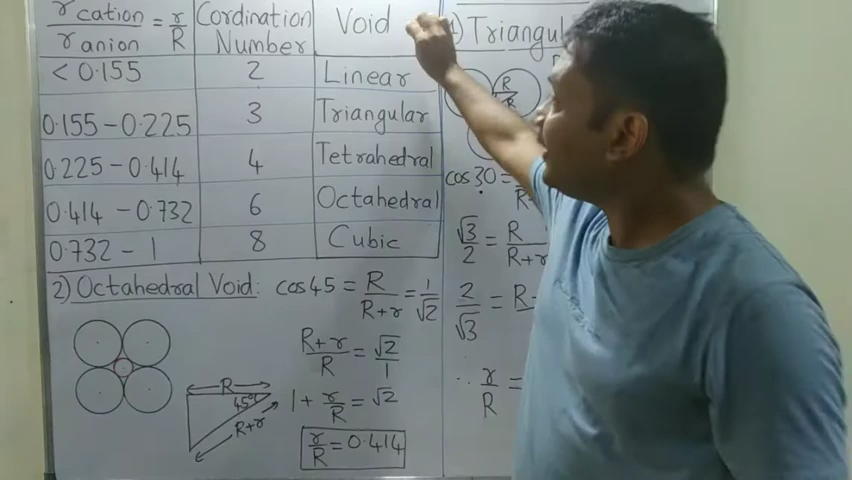 r cation / r anion = r/R
Cordination Number
Void
< 0.155 2 Linear
0.155 - 0.225 3 Triangular
0.225 - 0.414 4 Tetrahedral
0.414 - 0.732 6 Octahedral
0.732 - 1 8 Cubic
2) Octahedral Void: cos45 = R/R+r = 1/√2
R+r/R = √2/1
1 + r/R = √2
r/R = 0.414
R
45°
R+r
R
R
cos30 =
√3/2 = R/R+r
2/√3 =
∴ r/R =